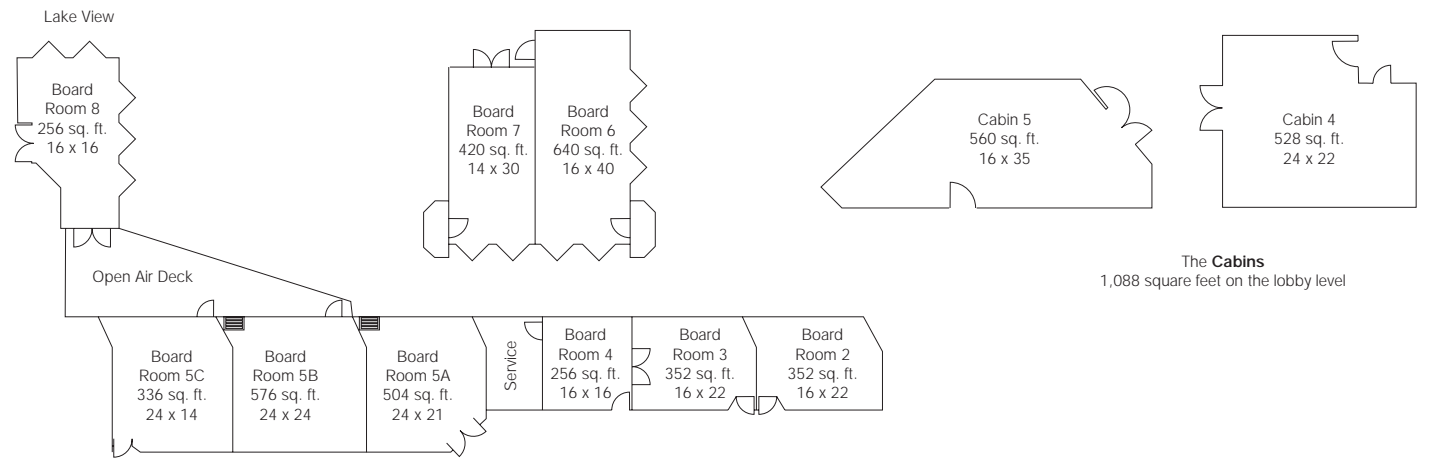 Lake View
Board
Room 8
256 sq. ft.
16 x 16
Board
Room 7
420 sq. ft.
14 x 30
Board
Room 6
640 sq. ft.
16 x 40
Cabin 5
560 sq. ft.
16 x 35
Cabin 4
528 sq. ft.
24 x 22
The Cabins
1,088 square feet on the lobby level
Open Air Deck
Board
Room 5C
336 sq. ft.
24 x 14
Board
Room 5B
576 sq. ft.
24 x 24
Board
Room 5A
504 sq. ft.
24 x 21
Service
Board
Room 4
256 sq. ft.
16 x 16
Board
Room 3
352 sq. ft.
16 x 22
Board
Room 2
352 sq. ft.
16 x 22